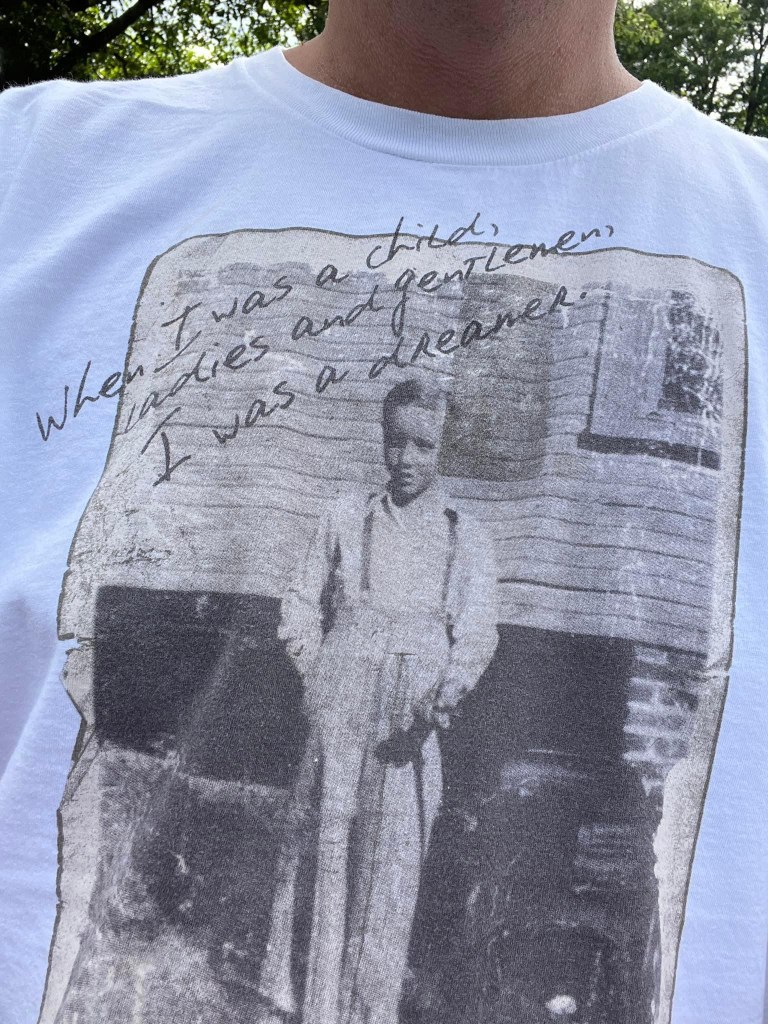 When I was a child,
ladies and gentlemen,
I was a dreamer.